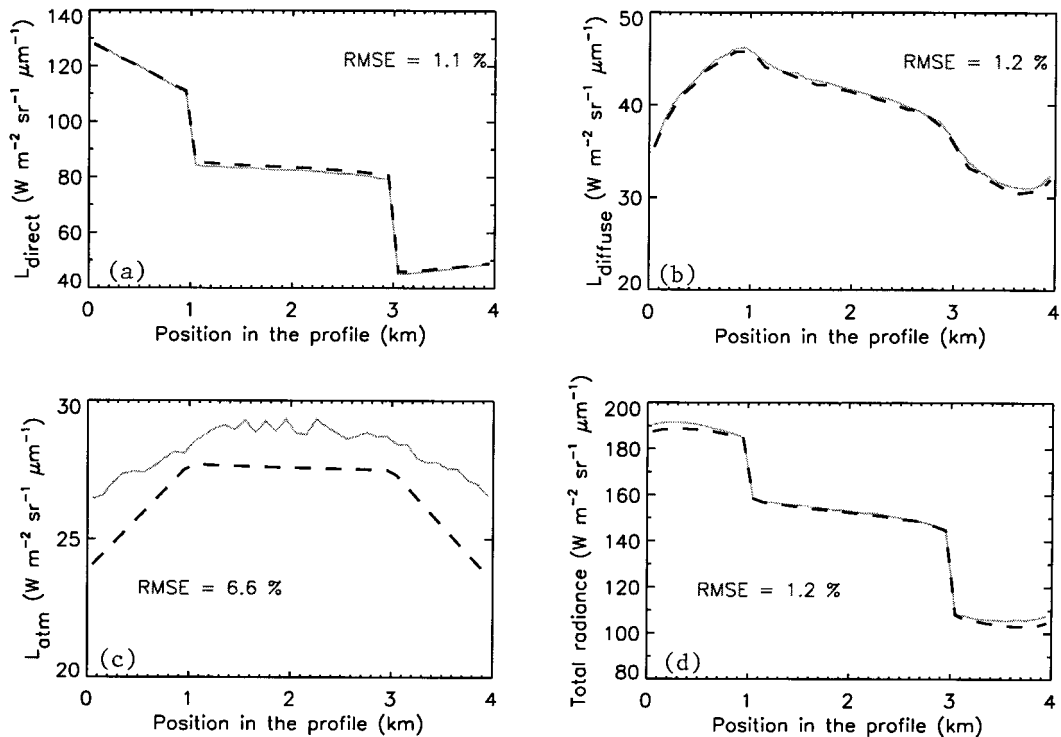 140
120
100
80
60
40
L_direct (W m⁻² sr⁻¹ μm⁻¹)
RMSE = 1.1 %
(a)
0 1 2 3 4
Position in the profile (km)
50
40
30
20
L_diffuse (W m⁻² sr⁻¹ μm⁻¹)
RMSE = 1.2 %
(b)
0 1 2 3 4
Position in the profile (km)
30
25
20
L_atm (W m⁻² sr⁻¹ μm⁻¹)
RMSE = 6.6 %
(c)
0 1 2 3 4
Position in the profile (km)
200
180
160
140
120
100
80
Total radiance (W m⁻² sr⁻¹ μm⁻¹)
RMSE = 1.2 %
(d)
0 1 2 3 4
Position in the profile (km)